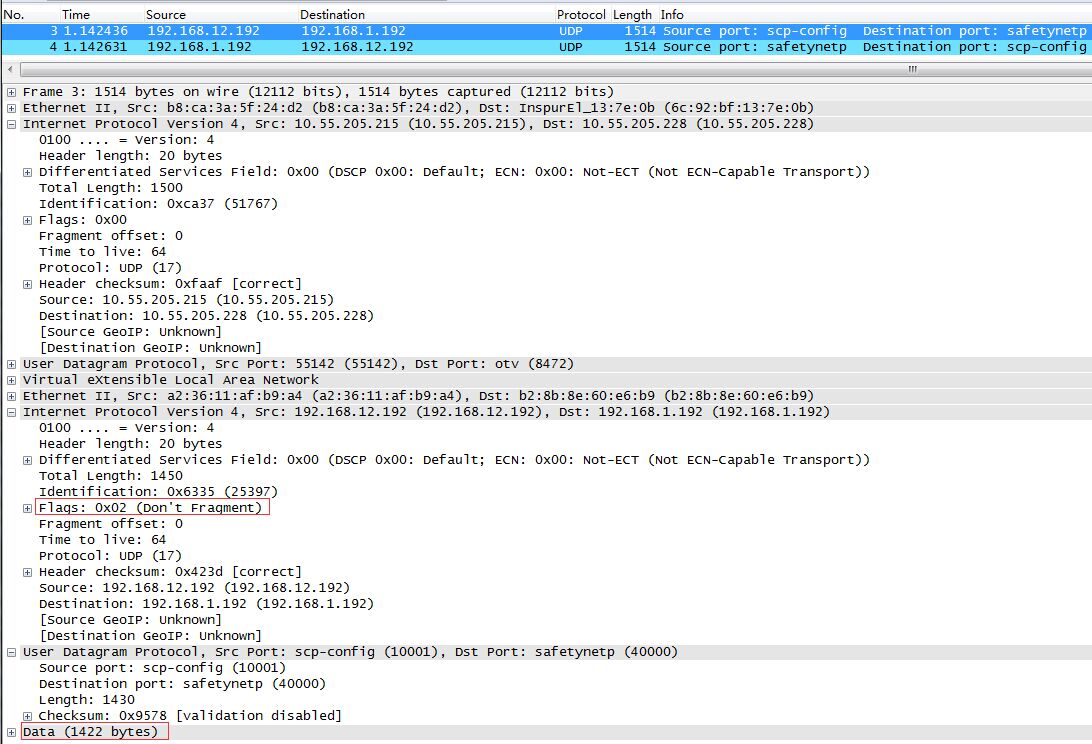 No. Time Source Destination Protocol Length Info
3 1.142436 192.168.12.192 192.168.1.192 UDP 1514 Source port: scp-config Destination port: safetynetp
4 1.142631 192.168.1.192 192.168.12.192 UDP 1514 Source port: safetynetp Destination port: scp-config
Frame 3: 1514 bytes on wire (12112 bits), 1514 bytes captured (12112 bits)
Ethernet II, Src: b8:ca:3a:5f:24:d2 (b8:ca:3a:5f:24:d2), Dst: InspurEl_13:7e:0b (6c:92:bf:13:7e:0b)
Internet Protocol Version 4, Src: 10.55.205.215 (10.55.205.215), Dst: 10.55.205.228 (10.55.205.228)
0100 .... = Version: 4
Header length: 20 bytes
Differentiated Services Field: 0x00 (DSCP 0x00: Default; ECN: 0x00: Not-ECT (Not ECN-Capable Transport))
Total Length: 1500
Identification: 0xca37 (51767)
Flags: 0x00
Fragment offset: 0
Time to live: 64
Protocol: UDP (17)
Header checksum: 0xfaaf [correct]
Source: 10.55.205.215 (10.55.205.215)
Destination: 10.55.205.228 (10.55.205.228)
[Source GeoIP: Unknown]
[Destination GeoIP: Unknown]
User Datagram Protocol, Src Port: 55142 (55142), Dst Port: otv (8472)
Virtual eXtensible Local Area Network
Ethernet II, Src: a2:36:11:af:b9:a4 (a2:36:11:af:b9:a4), Dst: b2:8b:8e:60:e6:b9 (b2:8b:8e:60:e6:b9)
Internet Protocol Version 4, Src: 192.168.12.192 (192.168.12.192), Dst: 192.168.1.192 (192.168.1.192)
0100 .... = Version: 4
Header length: 20 bytes
Differentiated Services Field: 0x00 (DSCP 0x00: Default; ECN: 0x00: Not-ECT (Not ECN-Capable Transport))
Total Length: 1450
Identification: 0x6335 (25397)
Flags: 0x02 (Don't Fragment)
Fragment offset: 0
Time to live: 64
Protocol: UDP (17)
Header checksum: 0x423d [correct]
Source: 192.168.12.192 (192.168.12.192)
Destination: 192.168.1.192 (192.168.1.192)
[Source GeoIP: Unknown]
[Destination GeoIP: Unknown]
User Datagram Protocol, Src Port: scp-config (10001), Dst Port: safetynetp (40000)
Source port: scp-config (10001)
Destination port: safetynetp (40000)
Length: 1430
Checksum: 0x9578 [validation disabled]
Data (1422 bytes)